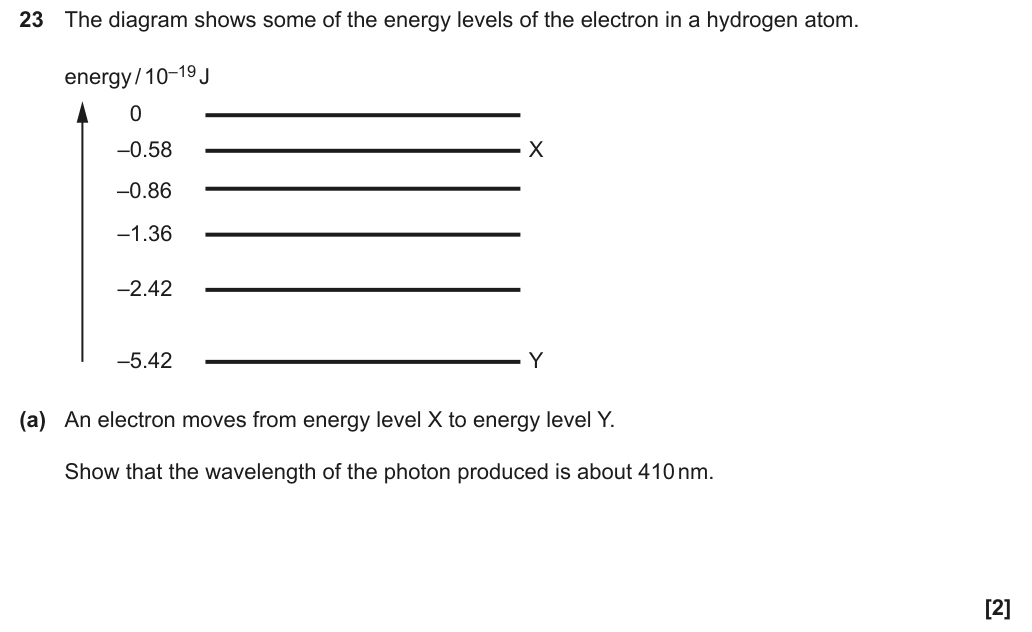 23 The diagram shows some of the energy levels of the electron in a hydrogen atom.
energy / 10⁻¹⁹ J
0
–0.58 X
–0.86
–1.36
–2.42
–5.42 Y
(a) An electron moves from energy level X to energy level Y.
Show that the wavelength of the photon produced is about 410 nm.
[2]